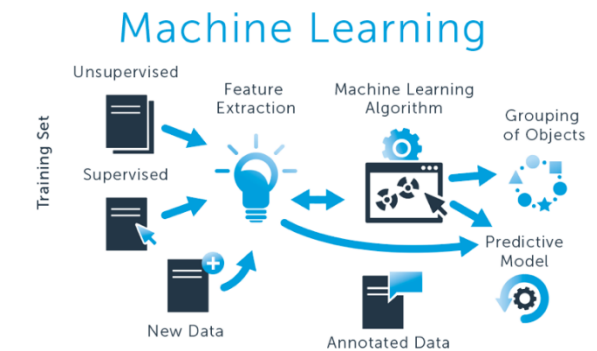 Machine Learning
Unsupervised
Feature
Extraction
Machine Learning
Algorithm
Grouping
of Objects
Training Set
Supervised
Predictive
Model
New Data
Annotated Data